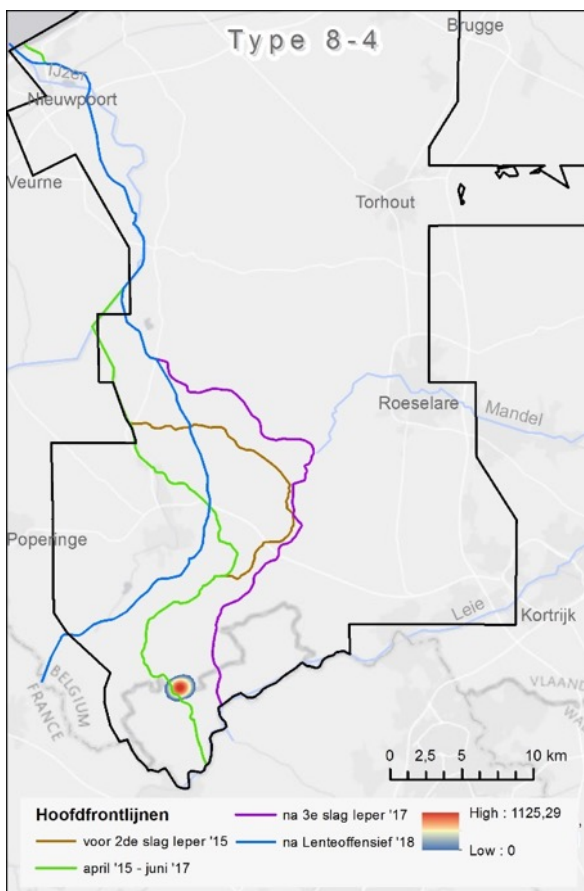 Type 8-4
Brugge
IJzer
Nieuwpoort
Veurne
Torhout
Roeselare
Mandel
Poperinge
Leie
Kortrijk
BELGIUM
FRANCE
VLAAND
WA
0 2,5 5 10 km
Hoofdfrontlijnen
voor 2de slag Ieper '15
april '15 - juni '17
na 3e slag Ieper '17
na Lenteoffensief '18
High : 1125,29
Low : 0